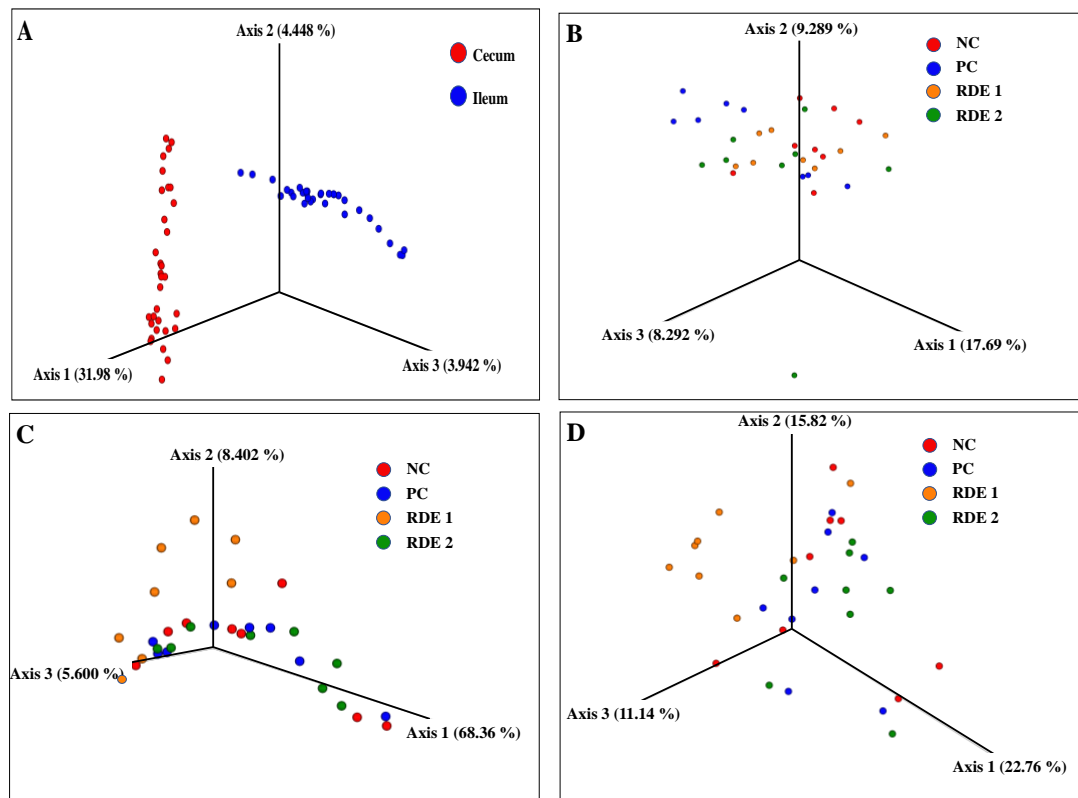 A
Axis 2 (4.448 %)
Cecum
Ileum
Axis 1 (31.98 %)
Axis 3 (3.942 %)
B
Axis 2 (9.289 %)
NC
PC
RDE 1
RDE 2
Axis 3 (8.292 %)
Axis 1 (17.69 %)
C
Axis 2 (8.402 %)
NC
PC
RDE 1
RDE 2
Axis 3 (5.600 %)
Axis 1 (68.36 %)
D
Axis 2 (15.82 %)
NC
PC
RDE 1
RDE 2
Axis 3 (11.14 %)
Axis 1 (22.76 %)